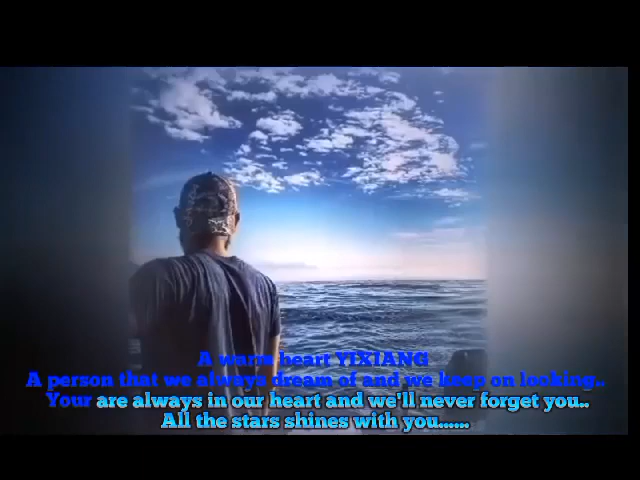 A warm heart YIXIANG
A person that we always dream of and we keep on looking..
Your are always in our heart and we'll never forget you..
All the stars shines with you......